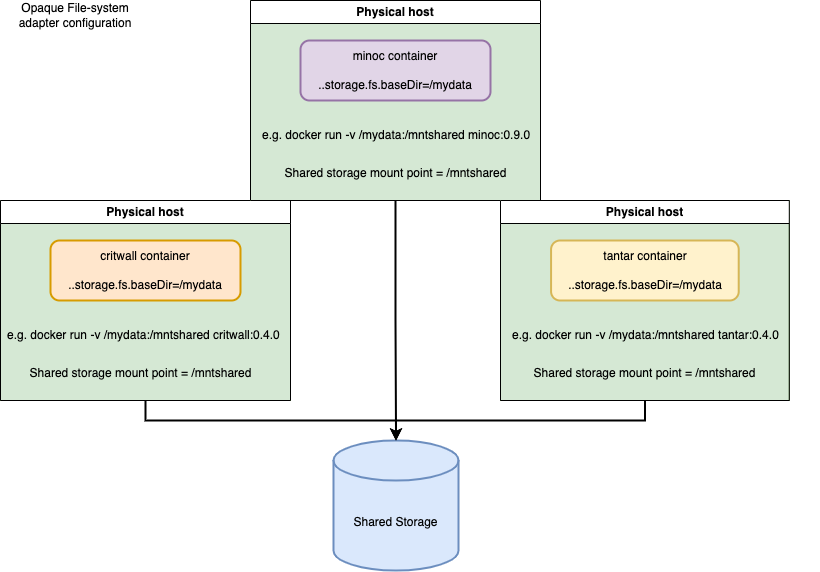 Opaque File-system
adapter configuration
Physical host
minoc container
..storage.fs.baseDir=/mydata
e.g. docker run -v /mydata:/mntshared minoc:0.9.0
Shared storage mount point = /mntshared
Physical host
critwall container
..storage.fs.baseDir=/mydata
e.g. docker run -v /mydata:/mntshared critwall:0.4.0
Shared storage mount point = /mntshared
Physical host
tantar container
..storage.fs.baseDir=/mydata
e.g. docker run -v /mydata:/mntshared tantar:0.4.0
Shared storage mount point = /mntshared
Shared Storage